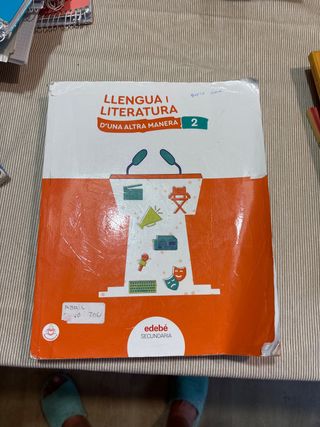 LLENGUA I
LITERATURA
D'UNA ALTRA MANERA 2
edebé
SECUNDÀRIA